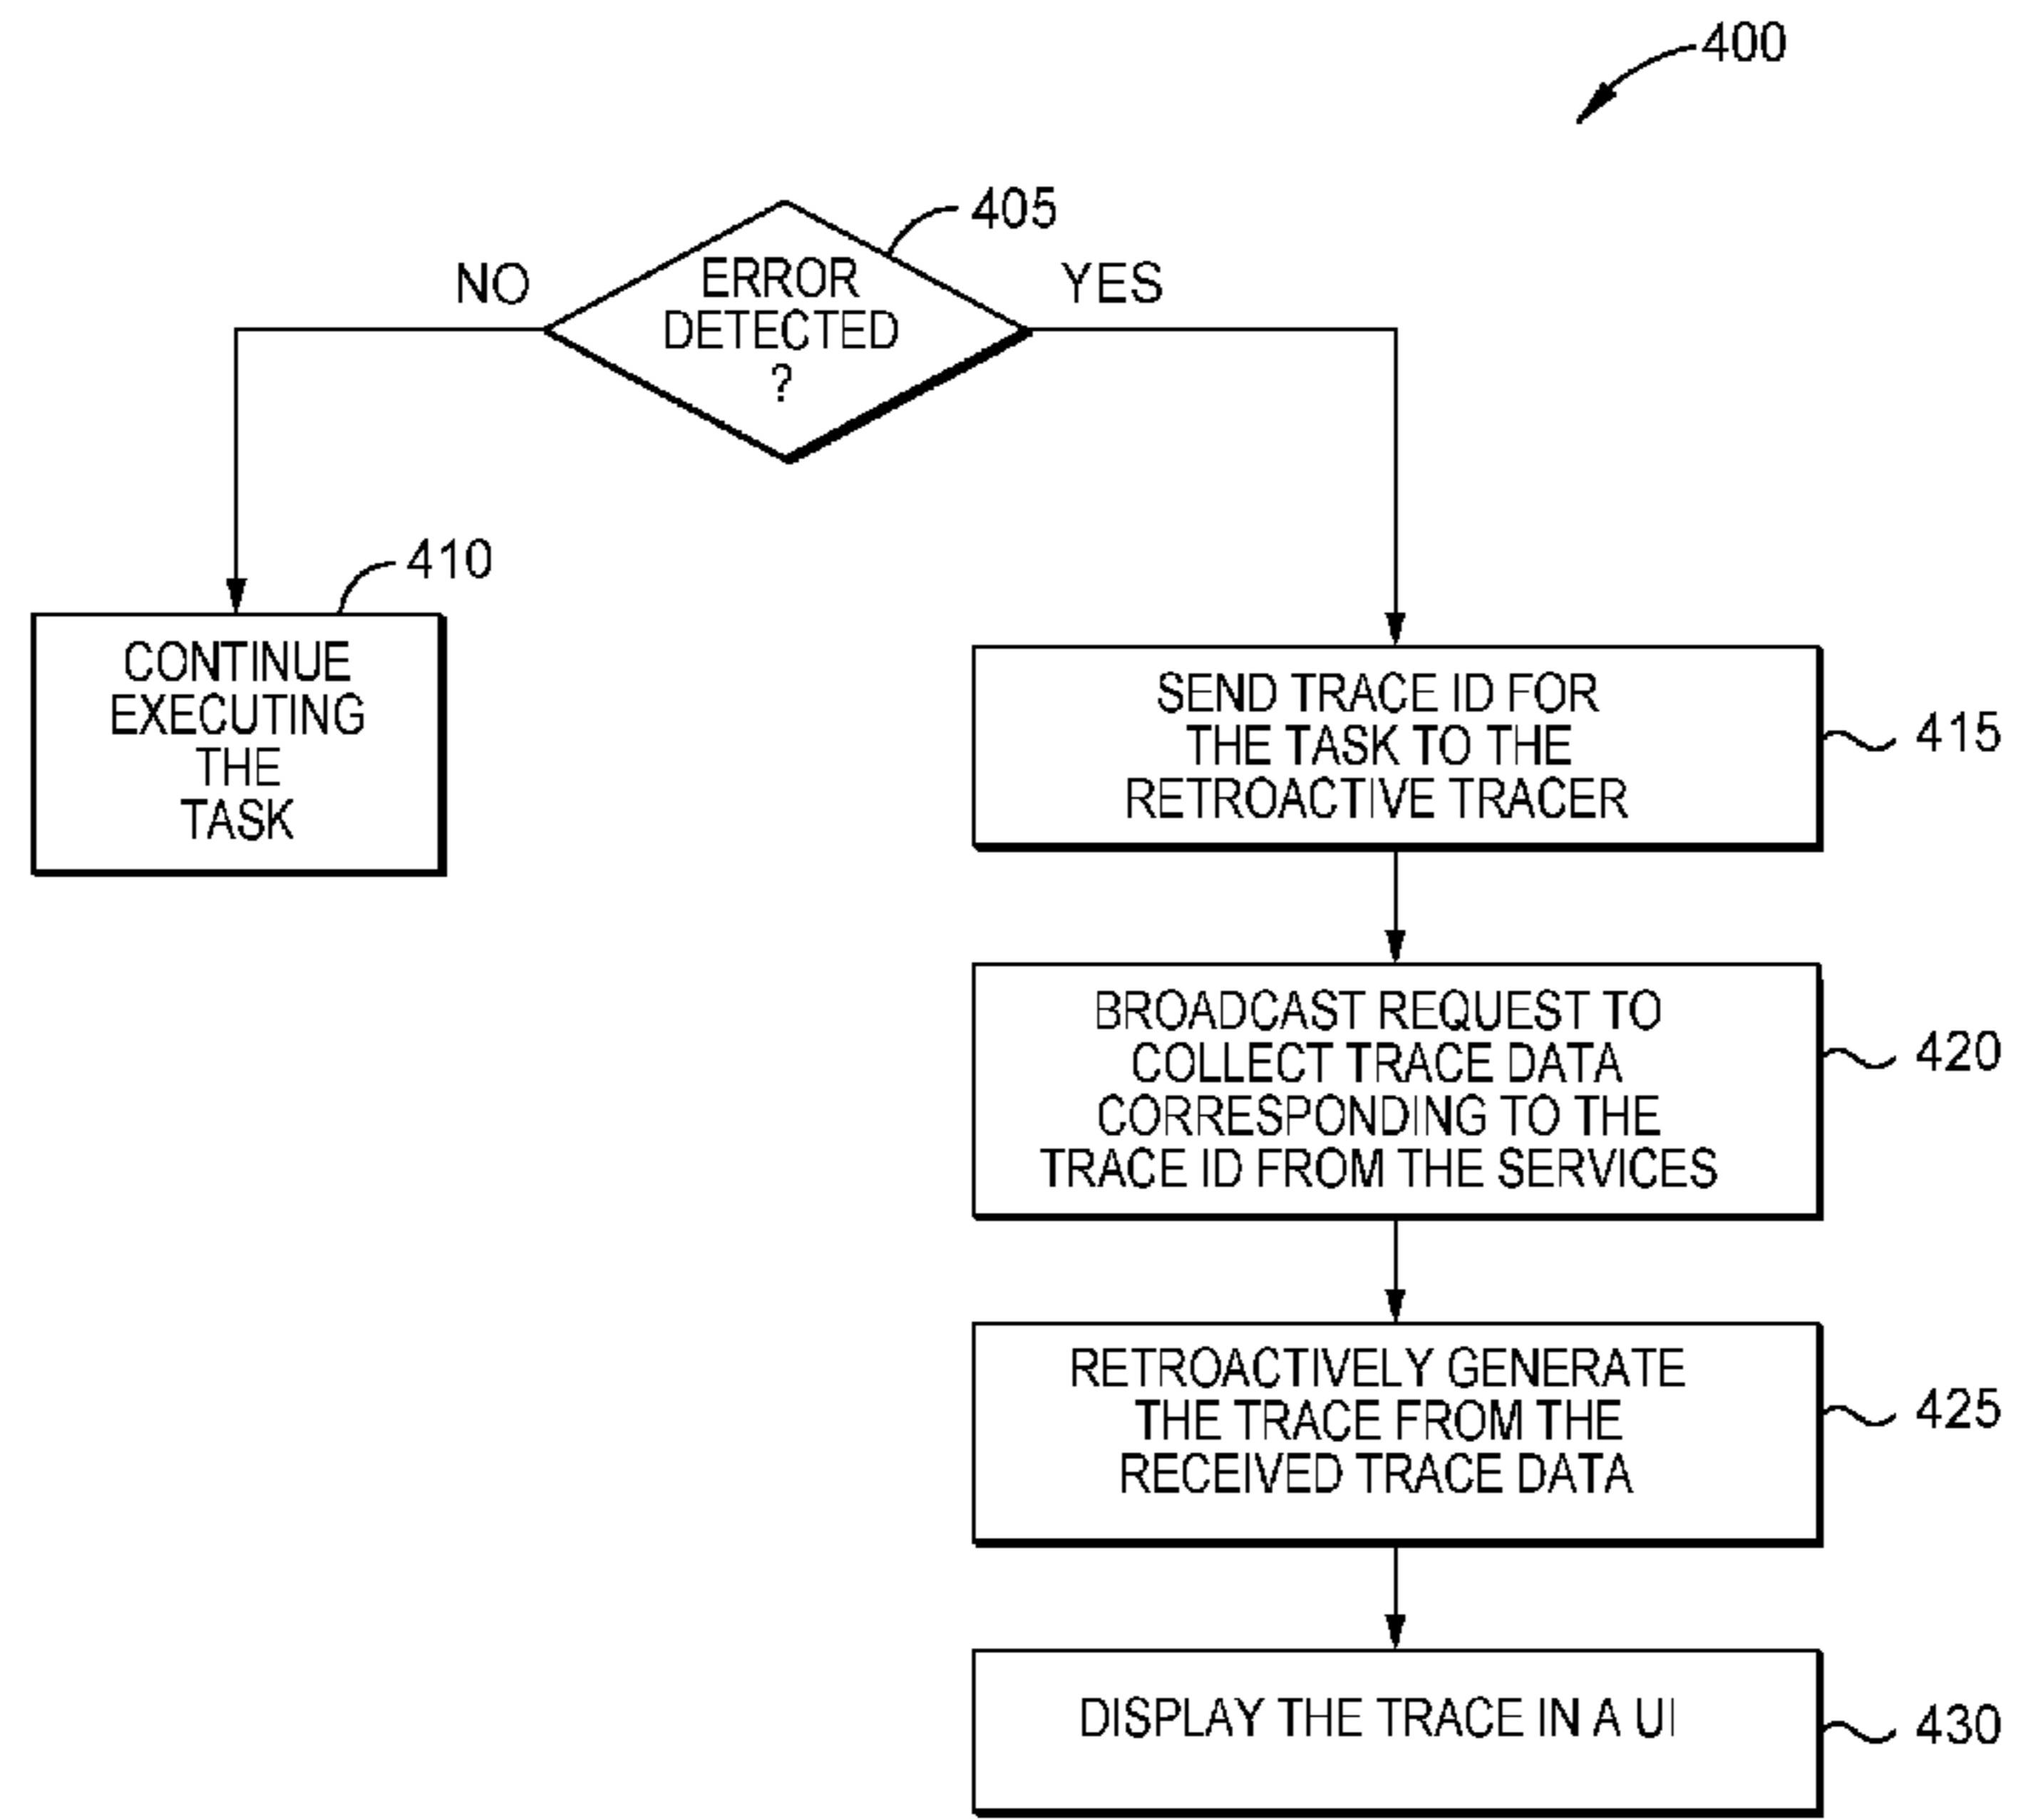 400
405
NO
ERROR
DETECTED
?
YES
410
CONTINUE
EXECUTING
THE
TASK
SEND TRACE ID FOR
THE TASK TO THE
RETROACTIVE TRACER
415
BROADCAST REQUEST TO
COLLECT TRACE DATA
CORRESPONDING TO THE
TRACE ID FROM THE SERVICES
420
RETROACTIVELY GENERATE
THE TRACE FROM THE
RECEIVED TRACE DATA
425
DISPLAY THE TRACE IN A UI
430